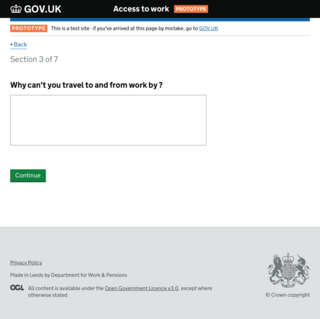 GOV.UK
Access to work PROTOTYPE
PROTOTYPE This is a test site - if you've arrived at this page by mistake, go to GOV.UK
Back
Section 3 of 7
Why can't you travel to and from work by ?
Continue
Privacy Policy
Made in Leeds by Department for Work & Pensions
OGL All content is available under the Open Government Licence v3.0, except where
otherwise stated
© Crown copyright